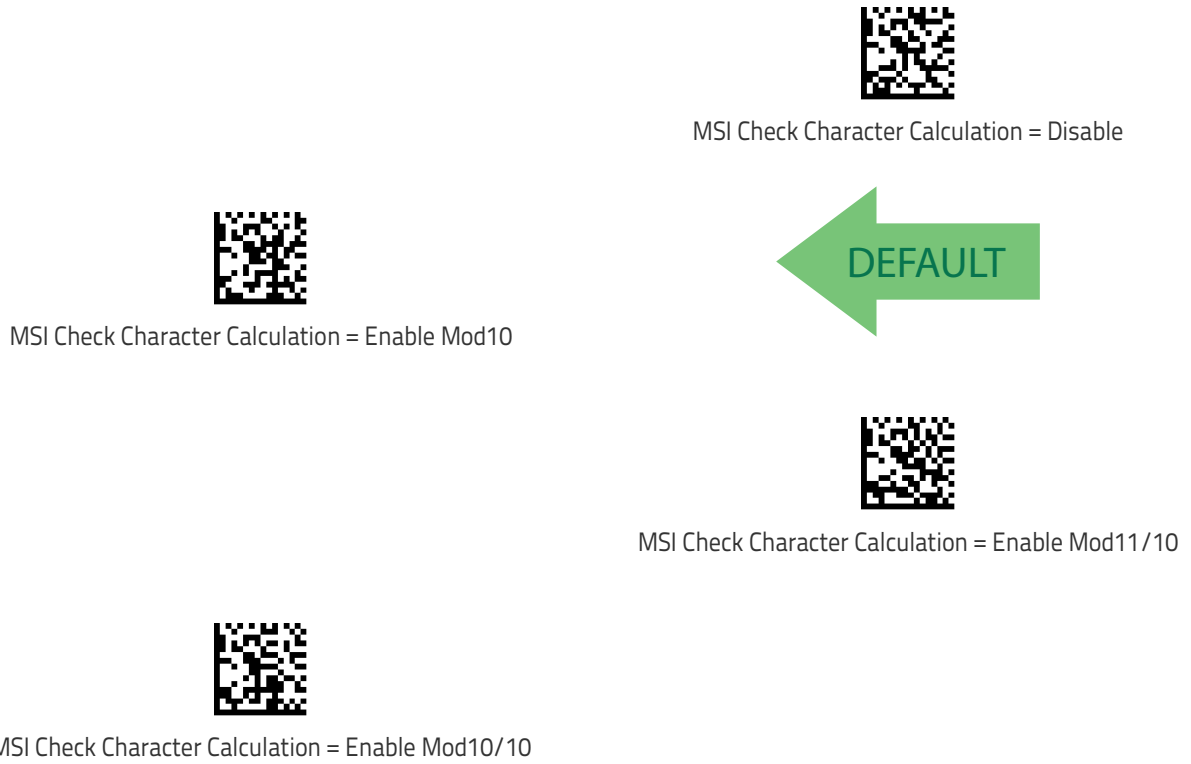 MSI Check Character Calculation = Disable
DEFAULT
MSI Check Character Calculation = Enable Mod10
MSI Check Character Calculation = Enable Mod11/10
MSI Check Character Calculation = Enable Mod10/10